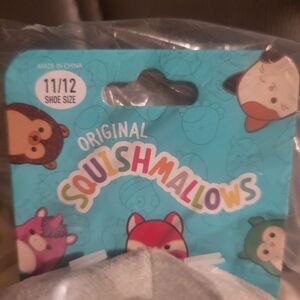 MADE IN CHINA
11/12
SHOE SIZE
ORIGINAL
SQUISHMALLOWS